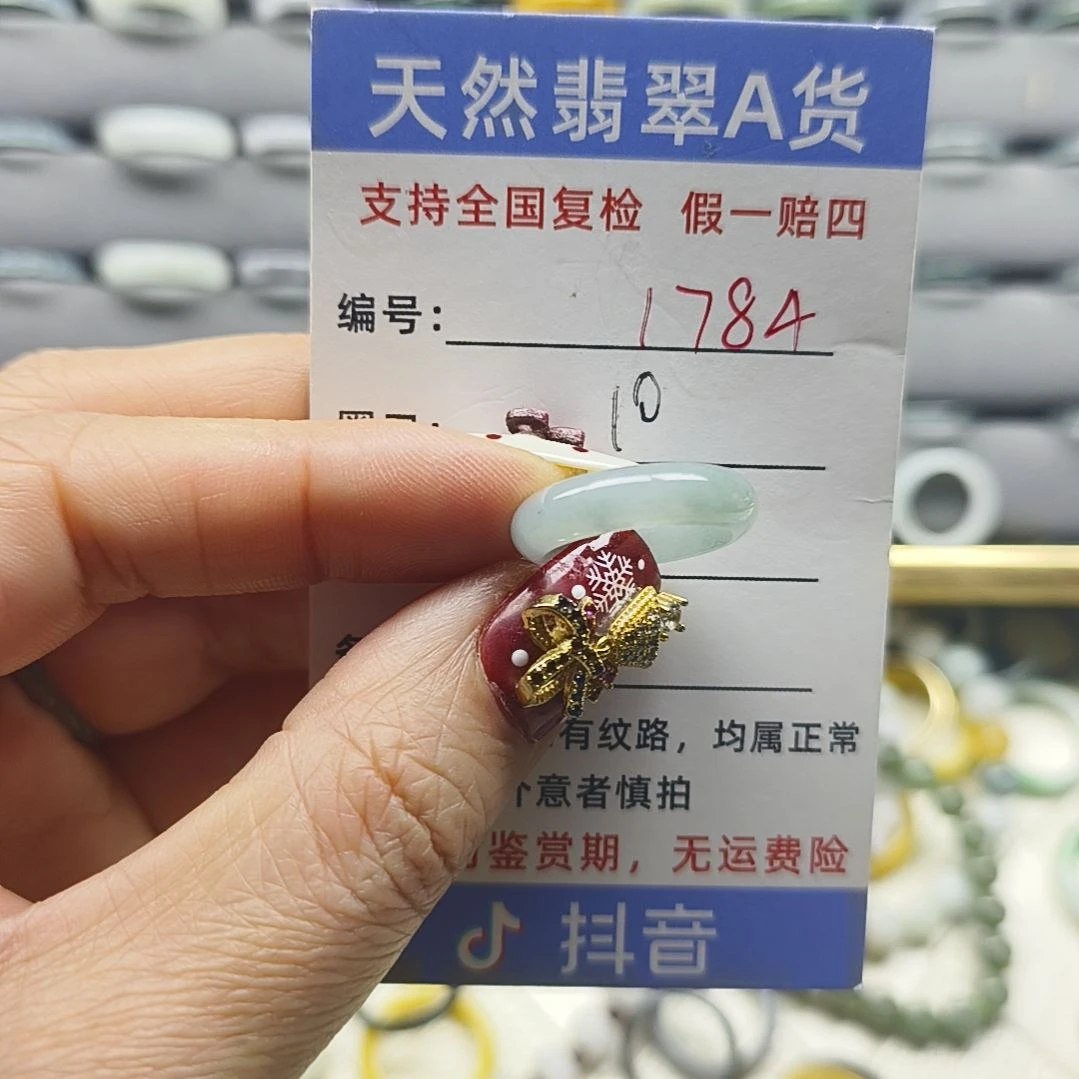 天然翡翠A货
支持全国复检 假一赔四
编号： 1784
10
有纹路，均属正常
介意者慎拍
鉴赏期，无运费险
抖音